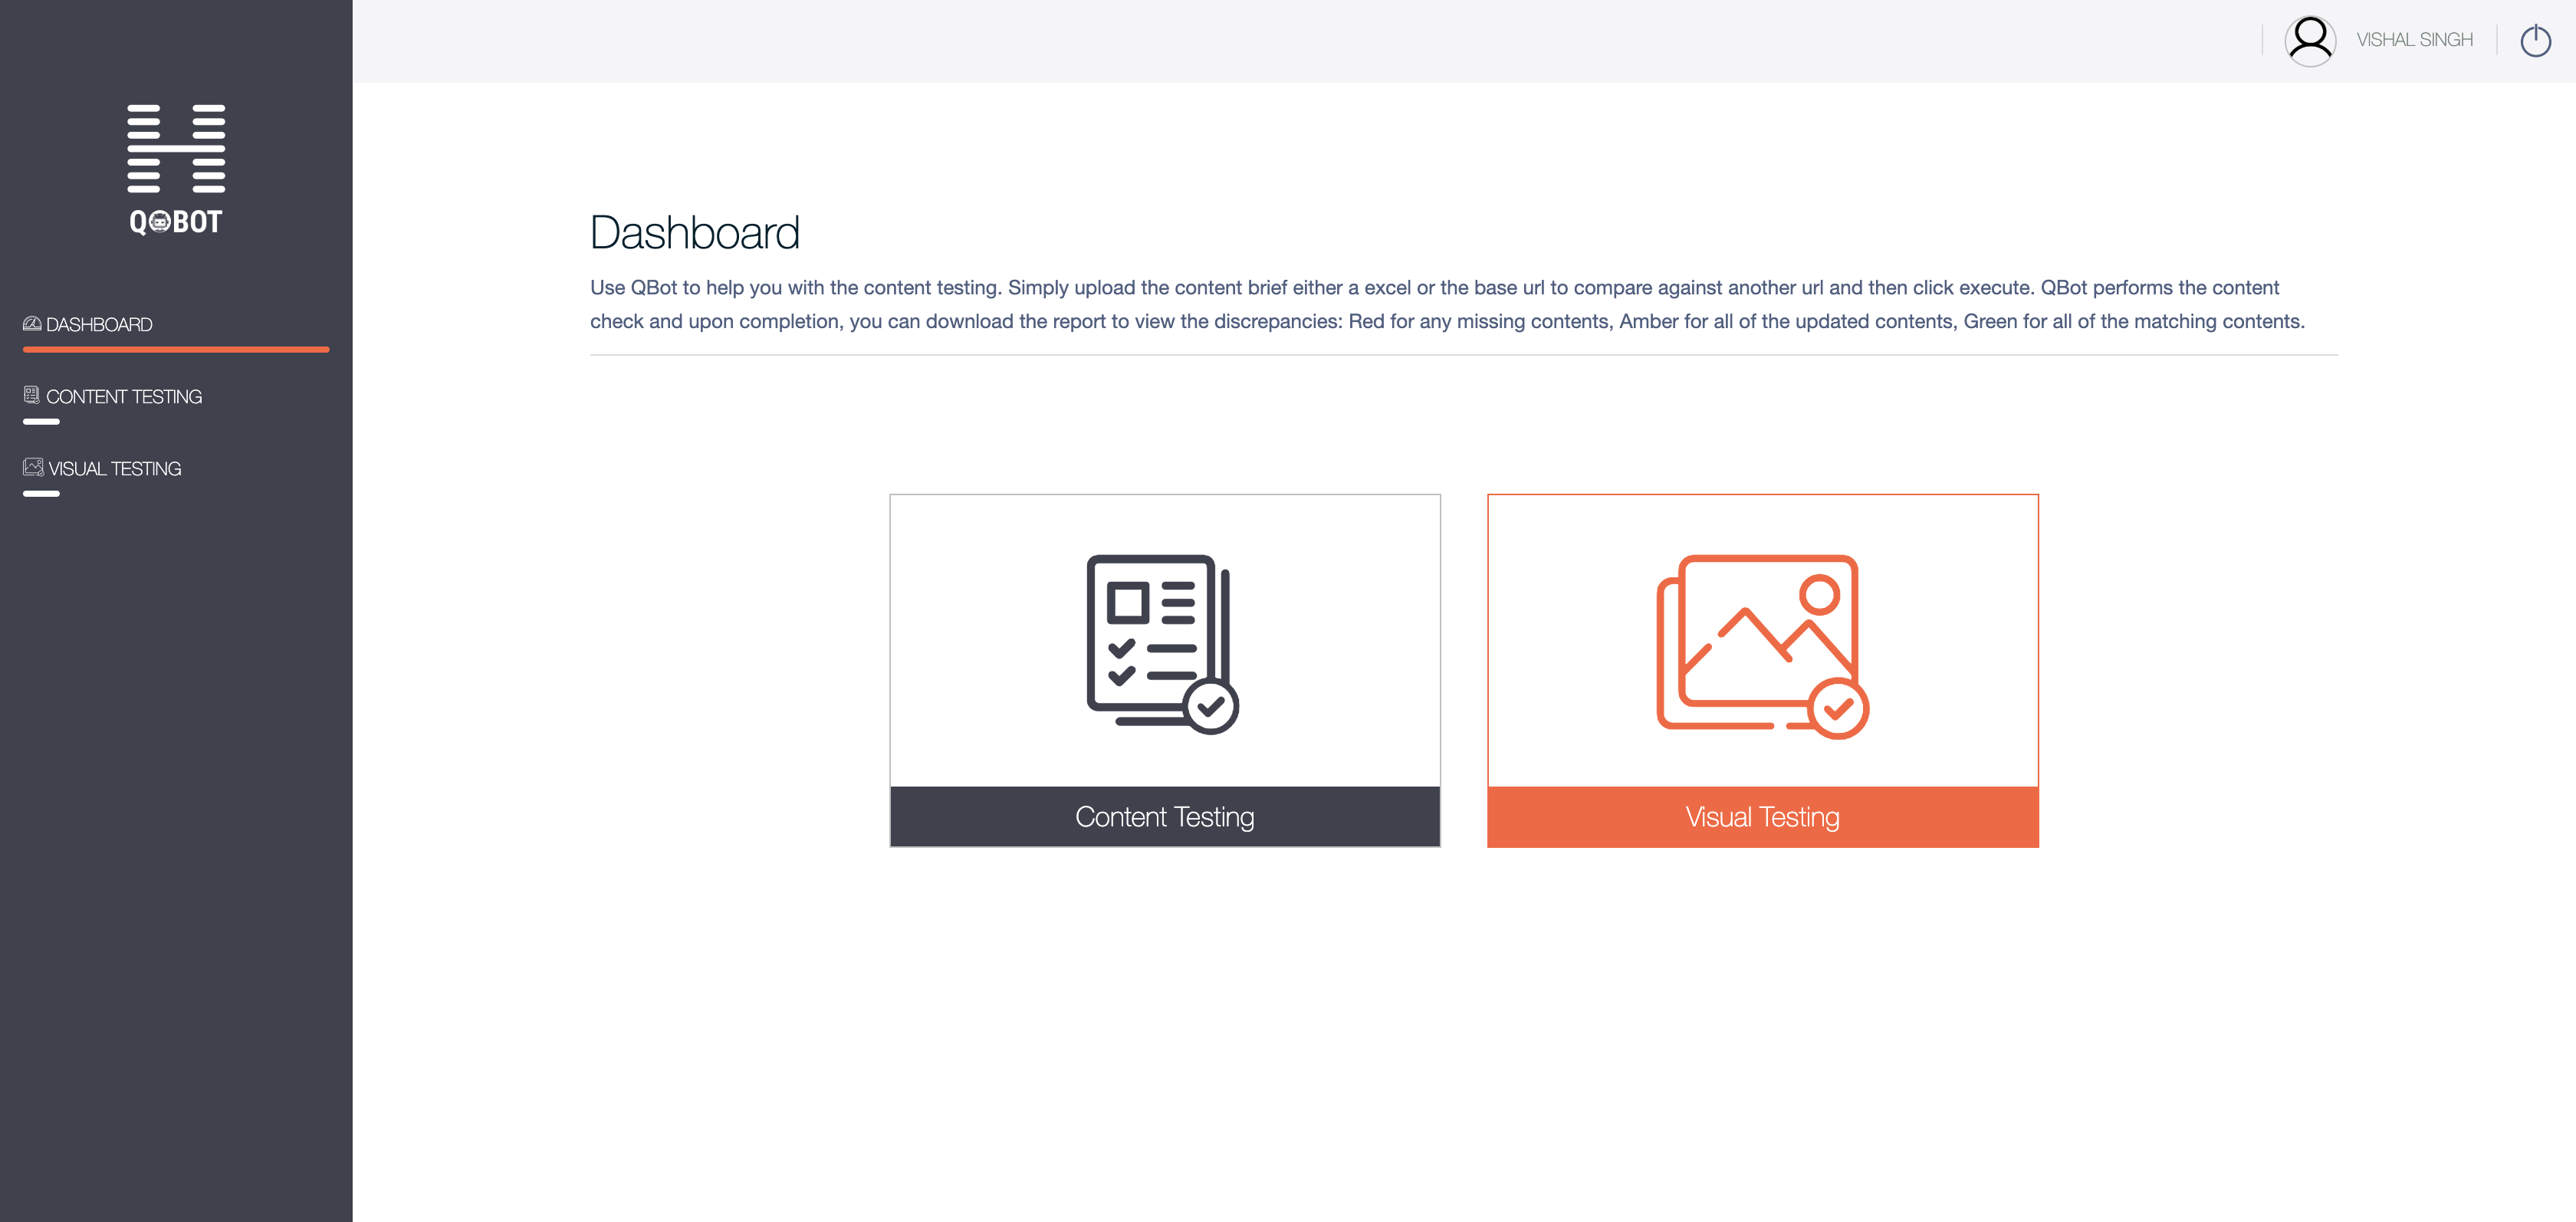 VISHAL SINGH
QBOT
DASHBOARD
CONTENT TESTING
VISUAL TESTING
Dashboard
Use QBot to help you with the content testing. Simply upload the content brief either a excel or the base url to compare against another url and then click execute. QBot performs the content
check and upon completion, you can download the report to view the discrepancies: Red for any missing contents, Amber for all of the updated contents, Green for all of the matching contents.
Content Testing
Visual Testing